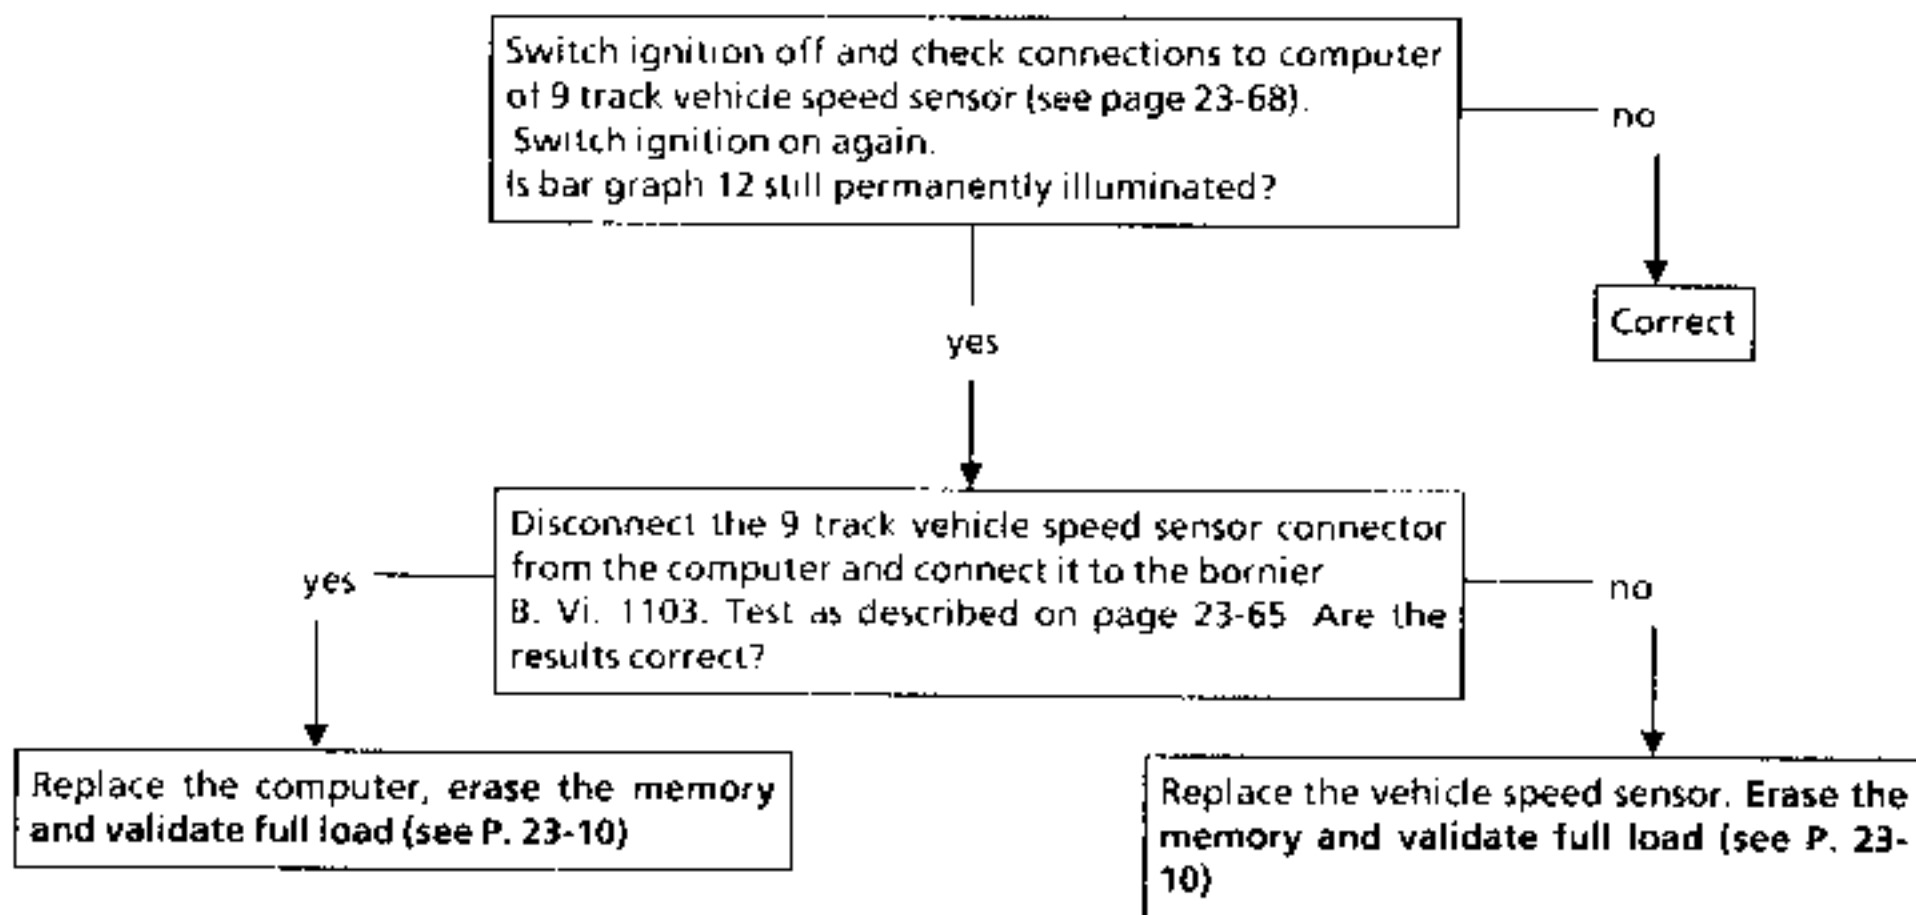 Switch ignition off and check connections to computer
of 9 track vehicle speed sensor (see page 23-68).
Switch ignition on again.
Is bar graph 12 still permanently illuminated?
no
Correct
yes
Disconnect the 9 track vehicle speed sensor connector
from the computer and connect it to the bornier
B. Vi. 1103. Test as described on page 23-65 Are the
results correct?
yes
no
Replace the computer, erase the memory
and validate full load (see P. 23-10)
Replace the vehicle speed sensor. Erase the
memory and validate full load (see P. 23-
10)